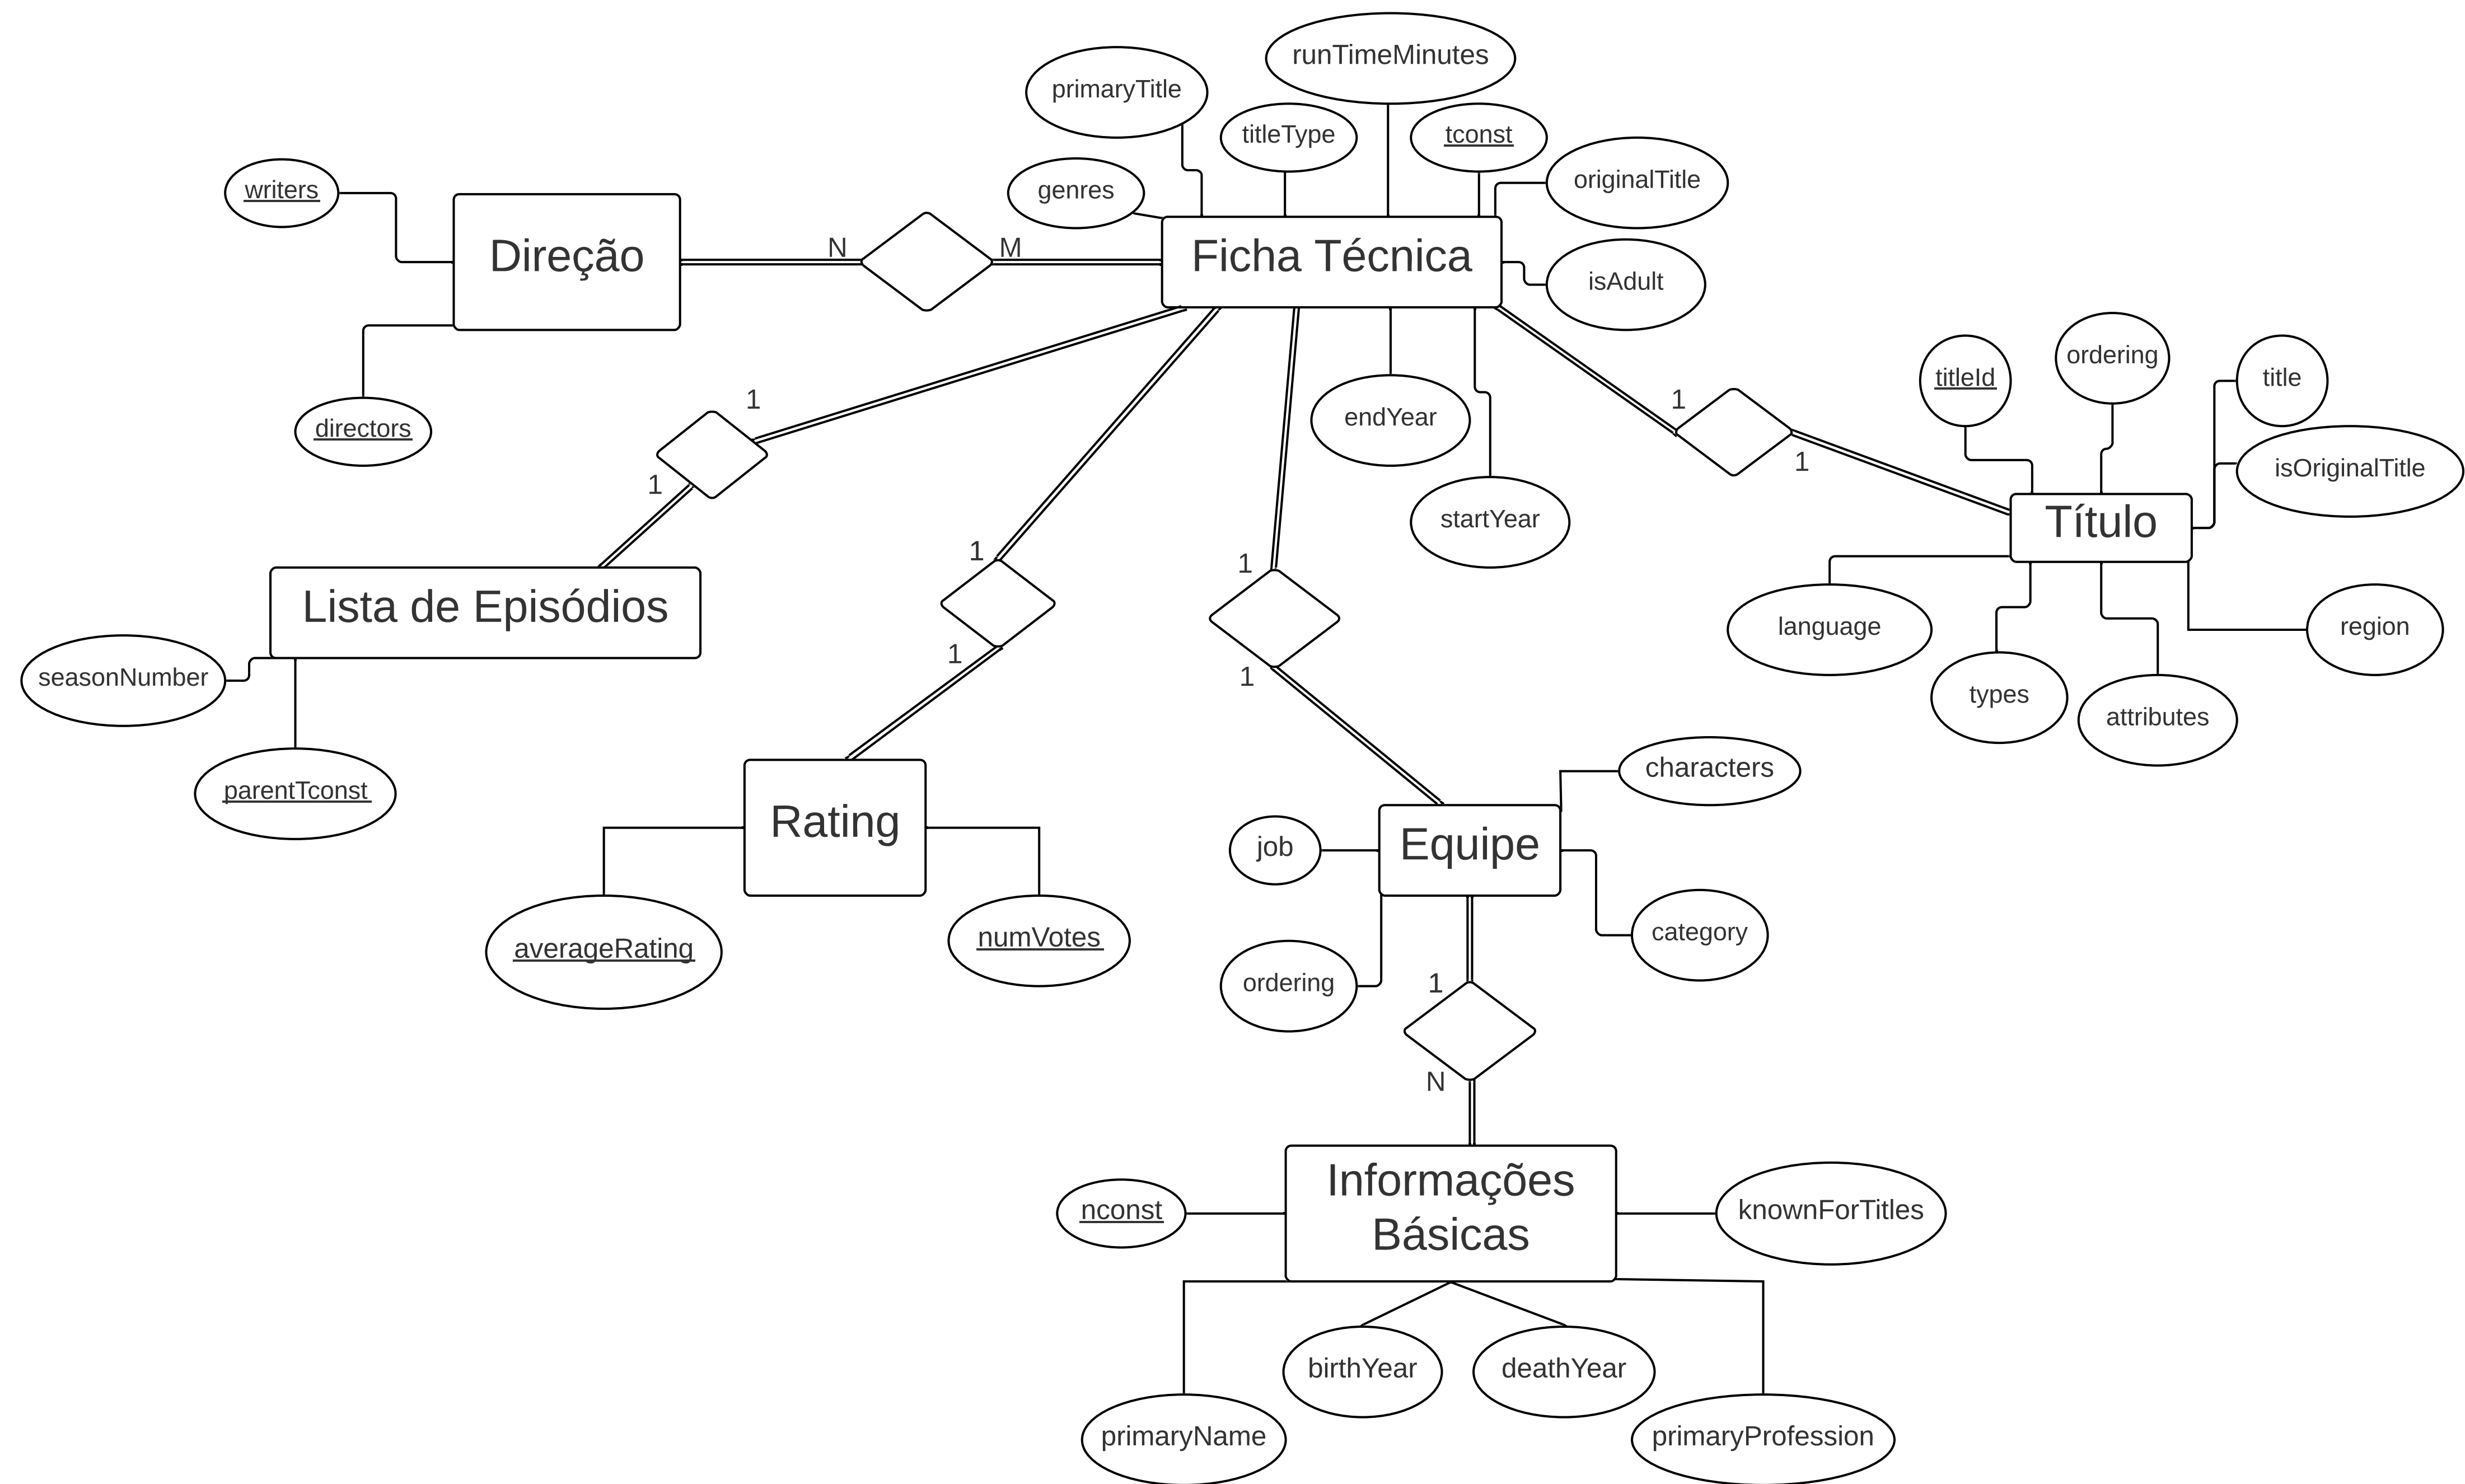 runTimeMinutes
primaryTitle
titleType
tconst
originalTitle
genres
writers
Direção
N
M
Ficha Técnica
isAdult
directors
1
1
endYear
startYear
1
1
titleId
ordering
title
isOriginalTitle
Título
language
types
attributes
region
Lista de Episódios
seasonNumber
parentTconst
1
1
Rating
averageRating
numVotes
1
1
characters
job
Equipe
category
ordering
1
N
Informações
Básicas
nconst
knownForTitles
birthYear
deathYear
primaryName
primaryProfession